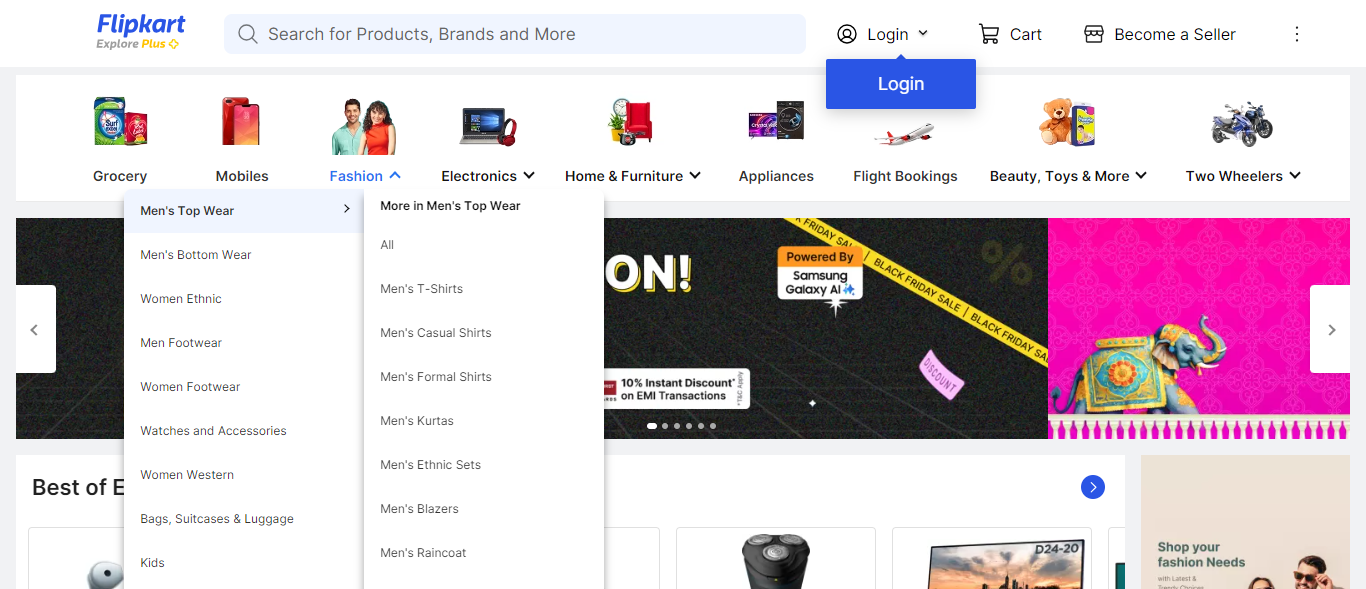 Flipkart
Explore Plus
Search for Products, Brands and More
Login
Cart
Become a Seller
Login
Surf excel
Grocery
Mobiles
Fashion
Electronics
Home & Furniture
Appliances
Flight Bookings
Beauty, Toys & More
Two Wheelers
Men's Top Wear
Men's Bottom Wear
Women Ethnic
Men Footwear
Women Footwear
Watches and Accessories
Women Western
Bags, Suitcases & Luggage
Kids
More in Men's Top Wear
All
Men's T-Shirts
Men's Casual Shirts
Men's Formal Shirts
Men's Kurtas
Men's Ethnic Sets
Men's Blazers
Men's Raincoat
ON!
10% Instant Discount*
on EMI Transactions
*T&C Apply
Powered By
Samsung
Galaxy AI
FRIDAY SALE
BLACK FRIDAY SALE
BLACK FRIDAY SALE
%
DISCOUNT
Best of E
D24-20
Shop your
fashion Needs
with Latest &
Trendy Choices